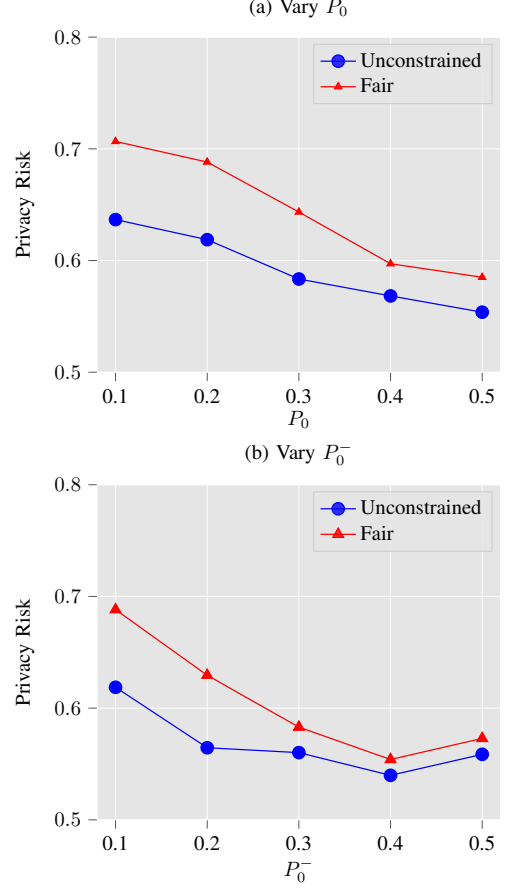 (a) Vary P₀
0.8
Unconstrained
Fair
0.7
Privacy Risk
0.6
0.5
0.1 0.2 0.3 0.4 0.5
P₀
(b) Vary P₀⁻
0.8
Unconstrained
Fair
0.7
Privacy Risk
0.6
0.5
0.1 0.2 0.3 0.4 0.5
P₀⁻